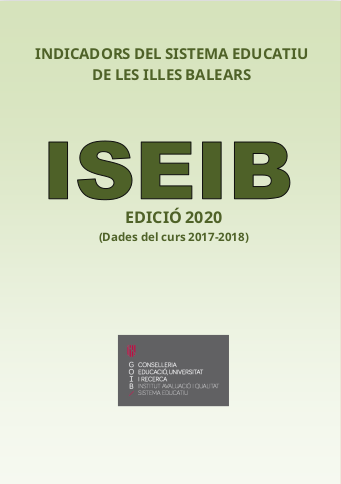 INDICADORS DEL SISTEMA EDUCATIU
DE LES ILLES BALEARS
ISEIB
EDICIÓ 2020
(Dades del curs 2017-2018)
G CONSELLERIA
O EDUCACIÓ, UNIVERSITAT
I I RECERCA
B INSTITUT AVALUACIÓ I QUALITAT
SISTEMA EDUCATIU